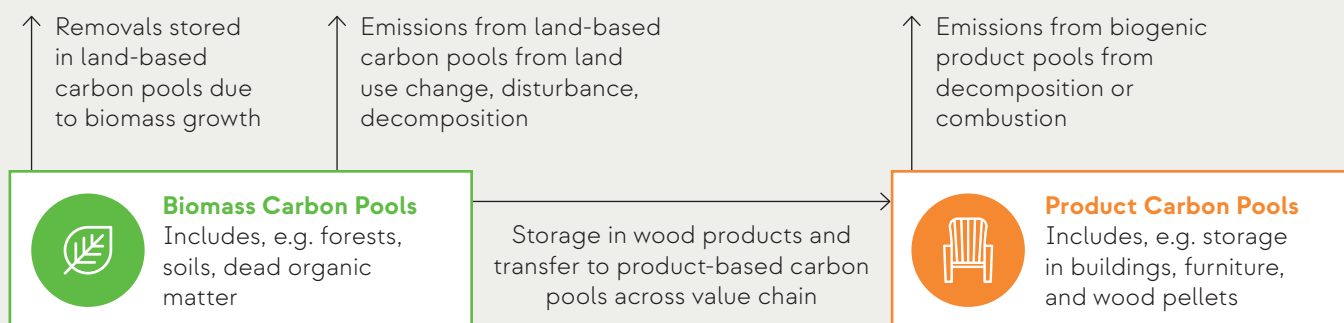 Removals stored
in land-based
carbon pools due
to biomass growth
Emissions from land-based
carbon pools from land
use change, disturbance,
decomposition
Emissions from biogenic
product pools from
decomposition or
combustion
Biomass Carbon Pools
Includes, e.g. forests,
soils, dead organic
matter
Storage in wood products and
transfer to product-based carbon
pools across value chain
Product Carbon Pools
Includes, e.g. storage
in buildings, furniture,
and wood pellets